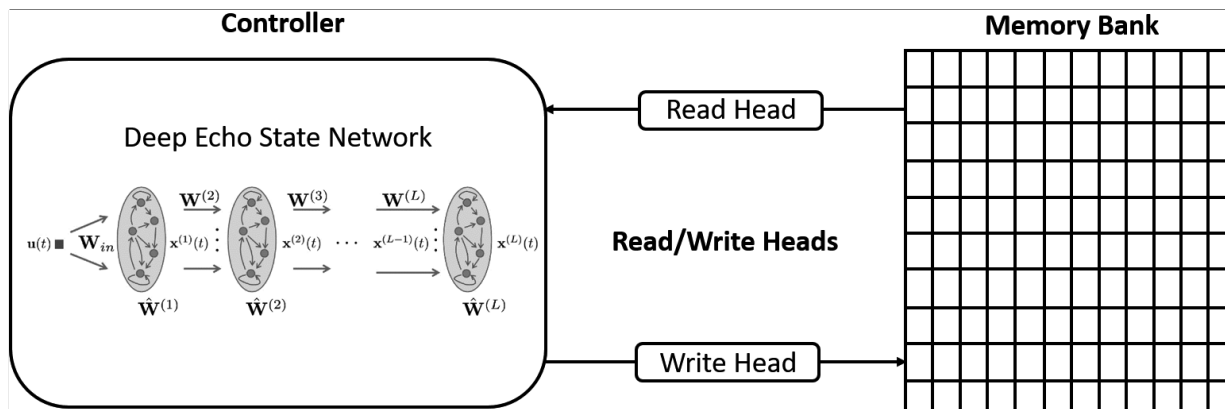 Controller
Memory Bank
Read Head
Deep Echo State Network
W^(2) W^(3) W^(L)
u(t) W_in x^(1)(t) x^(2)(t) ... x^(L-1)(t) x^(L)(t)
Read/Write Heads
Ŵ^(1) Ŵ^(2) Ŵ^(L)
Write Head